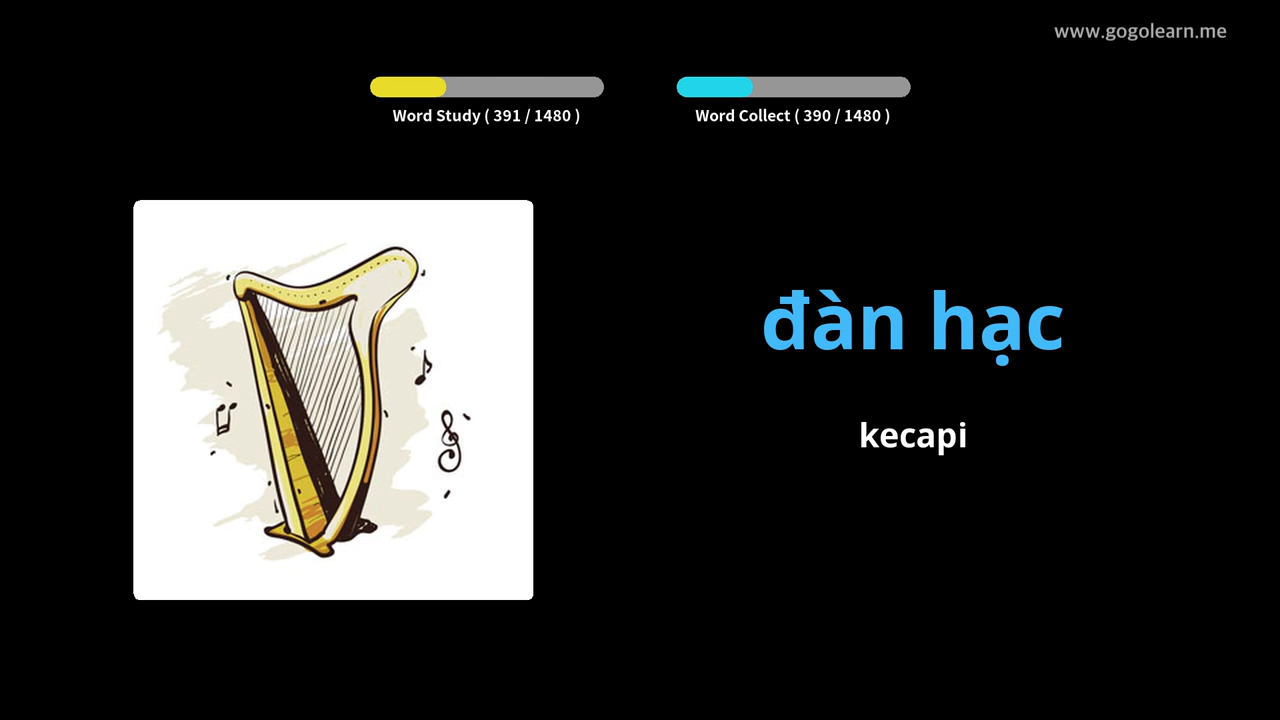 www.gogolearn.me
Word Study ( 391 / 1480 )
Word Collect ( 390 / 1480 )
đàn hạc
kecapi